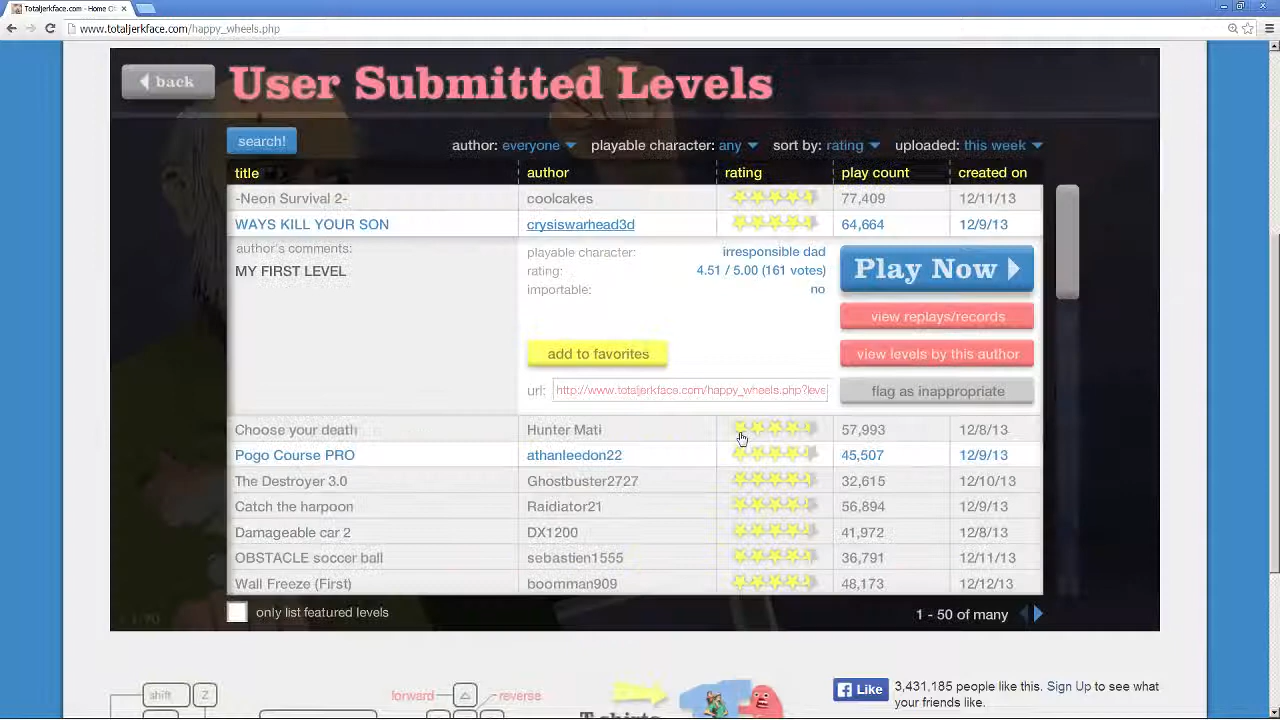 Totaljerkface.com - Home Of
www.totaljerkface.com/happy_wheels.php
back
User Submitted Levels
search!
author: everyone playable character: any sort by: rating uploaded: this week
title author rating play count created on
-Neon Survival 2- coolcakes 77,409 12/11/13
WAYS KILL YOUR SON crysiswarhead3d 64,664 12/9/13
author's comments:
MY FIRST LEVEL
playable character: irresponsible dad
rating: 4.51 / 5.00 (161 votes)
importable: no
Play Now
view replays/records
add to favorites
view levels by this author
url: http://www.totaljerkface.com/happy_wheels.php?leve
flag as inappropriate
Choose your death Hunter Mati 57,993 12/8/13
Pogo Course PRO athanleedon22 45,507 12/9/13
The Destroyer 3.0 Ghostbuster2727 32,615 12/10/13
Catch the harpoon Raidiator21 56,894 12/9/13
Damageable car 2 DX1200 41,972 12/8/13
OBSTACLE soccer ball sebastien1555 36,791 12/11/13
Wall Freeze (First) boomman909 48,173 12/12/13
only list featured levels
1 - 50 of many
shift Z
forward reverse
T-shirts
Like
3,431,185 people like this. Sign Up to see what
your friends like.